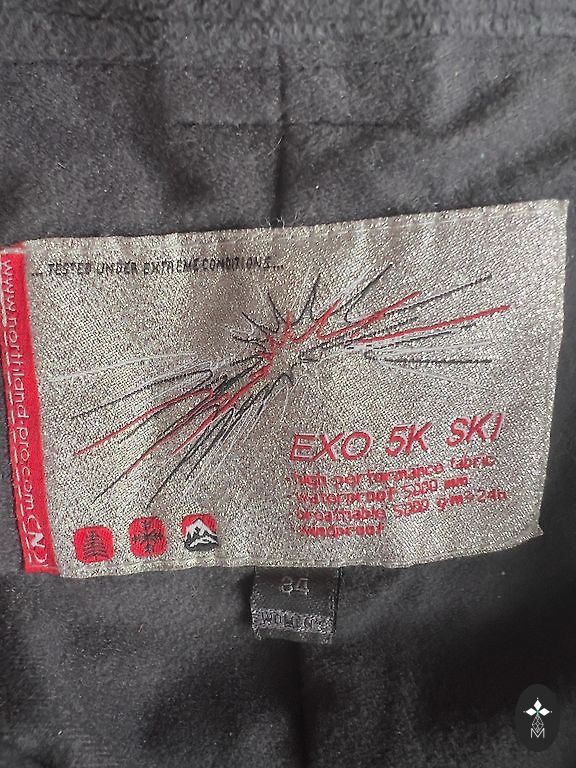 ... TESTED UNDER EXTREME CONDITIONS...
www.northland-pro.com
EXO 5K SKI
-high performance fabric
-waterproof 5000 mm
-breathable 5000 g/m²24h
-windproof
34
M